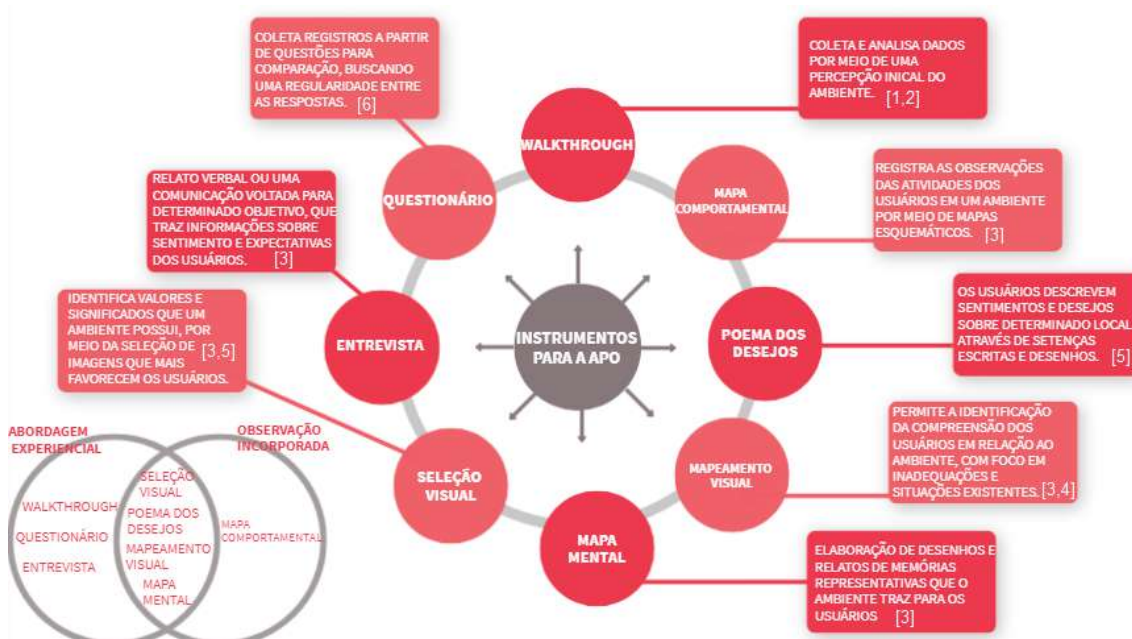 COLETA REGISTROS A PARTIR
DE QUESTÕES PARA
COMPARAÇÃO, BUSCANDO
UMA REGULARIDADE ENTRE
AS RESPOSTAS. [6]
COLETA E ANALISA DADOS
POR MEIO DE UMA
PERCEPÇÃO INICAL DO
AMBIENTE. [1,2]
WALKTHROUGH
RELATO VERBAL OU UMA
COMUNICAÇÃO VOLTADA PARA
DETERMINADO OBJETIVO, QUE
TRAZ INFORMAÇÕES SOBRE
SENTIMENTO E EXPECTATIVAS
DOS USUÁRIOS. [3]
QUESTIONÁRIO
MAPA
COMPORTAMENTAL
REGISTRA AS OBSERVAÇÕES
DAS ATIVIDADES DOS
USUÁRIOS EM UM AMBIENTE
POR MEIO DE MAPAS
ESQUEMÁTICOS. [3]
IDENTIFICA VALORES E
SIGNIFICADOS QUE UM
AMBIENTE POSSUI, POR
MEIO DA SELEÇÃO DE [3,5]
IMAGENS QUE MAIS
FAVORECEM OS USUÁRIOS.
ENTREVISTA
INSTRUMENTOS
PARA A APO
POEMA DOS
DESEJOS
OS USUÁRIOS DESCREVEM
SENTIMENTOS E DESEJOS
SOBRE DETERMINADO LOCAL
ATRAVÉS DE SETENÇAS
ESCRITAS E DESENHOS. [5]
SELEÇÃO
VISUAL
MAPEAMENTO
VISUAL
PERMITE A IDENTIFICAÇÃO
DA COMPREENSÃO DOS
USUÁRIOS EM RELAÇÃO AO
AMBIENTE, COM FOCO EM
INADEQUAÇÕES E
SITUAÇÕES EXISTENTES. [3,4]
MAPA
MENTAL
ELABORAÇÃO DE DESENHOS E
RELATOS DE MEMÓRIAS
REPRESENTATIVAS QUE O
AMBIENTE TRAZ PARA OS
USUÁRIOS [3]
ABORDAGEM
EXPERIENCIAL
OBSERVAÇÃO
INCORPORADA
WALKTHROUGH
QUESTIONÁRIO
ENTREVISTA
SELEÇÃO
VISUAL
POEMA DOS
DESEJOS
MAPEAMENTO
VISUAL
MAPA
MENTAL
MAPA
COMPORTAMENTAL